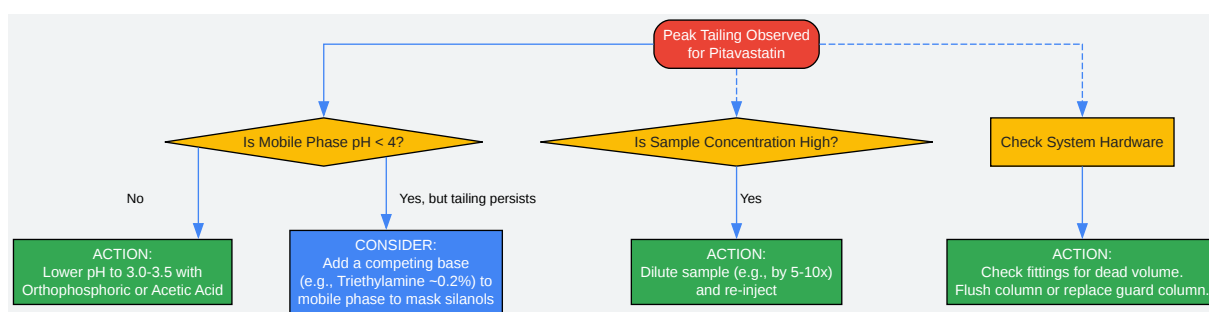 Peak Tailing Observed
for Pitavastatin
Is Mobile Phase pH < 4?
Is Sample Concentration High?
Check System Hardware
No
Yes, but tailing persists
Yes
ACTION:
Lower pH to 3.0-3.5 with
Orthophosphoric or Acetic Acid
CONSIDER:
Add a competing base
(e.g., Triethylamine ~0.2%) to
mobile phase to mask silanols
ACTION:
Dilute sample (e.g., by 5-10x)
and re-inject
ACTION:
Check fittings for dead volume.
Flush column or replace guard column.